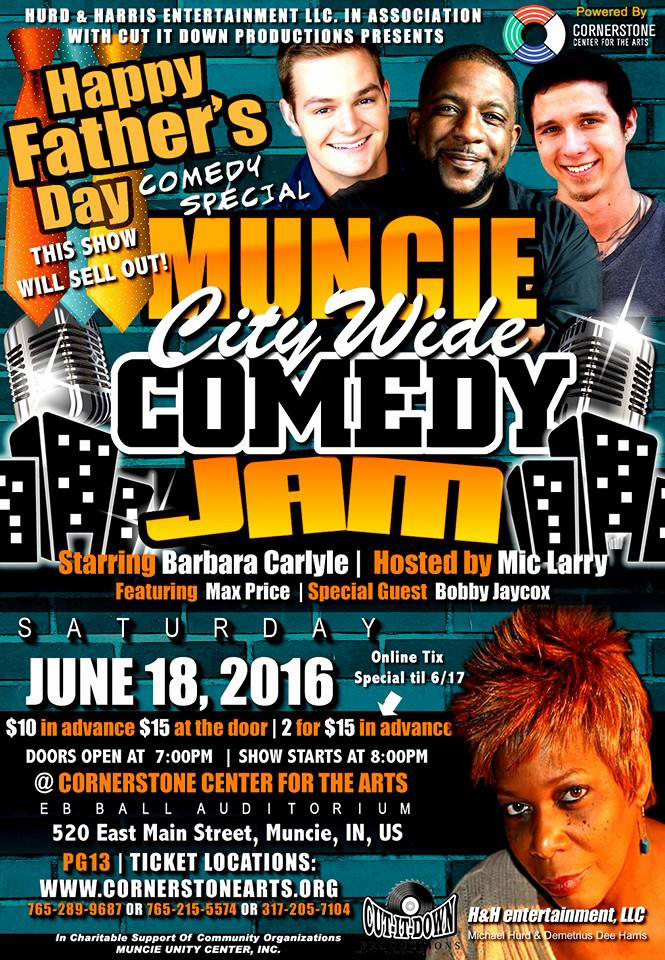 HURD & HARRIS ENTERTAINMENT LLC. IN ASSOCIATION
WITH CUT IT DOWN PRODUCTIONS PRESENTS
Powered By
CORNERSTONE
CENTER FOR THE ARTS
Happy
Father's
Day
COMEDY
SPECIAL
THIS SHOW
WILL SELL OUT!
MUNCIE
City Wide
COMEDY
JAM
Starring Barbara Carlyle | Hosted by Mic Larry
Featuring Max Price | Special Guest Bobby Jaycox
SATURDAY
JUNE 18, 2016
Online Tix
Special til 6/17
$10 in advance $15 at the door | 2 for $15 in advance
DOORS OPEN AT 7:00PM | SHOW STARTS AT 8:00PM
@ CORNERSTONE CENTER FOR THE ARTS
EB BALL AUDITORIUM
520 East Main Street, Muncie, IN, US
PG13 | TICKET LOCATIONS:
WWW.CORNERSTONEARTS.ORG
765-289-9687 OR 765-215-5574 OR 317-205-7104
CUT-IT-DOWN
PRODUCTIONS
H&H entertainment, LLC
Michael Hurd & Demetrius Dee Harris
In Charitable Support Of Community Organizations
MUNCIE UNITY CENTER, INC.